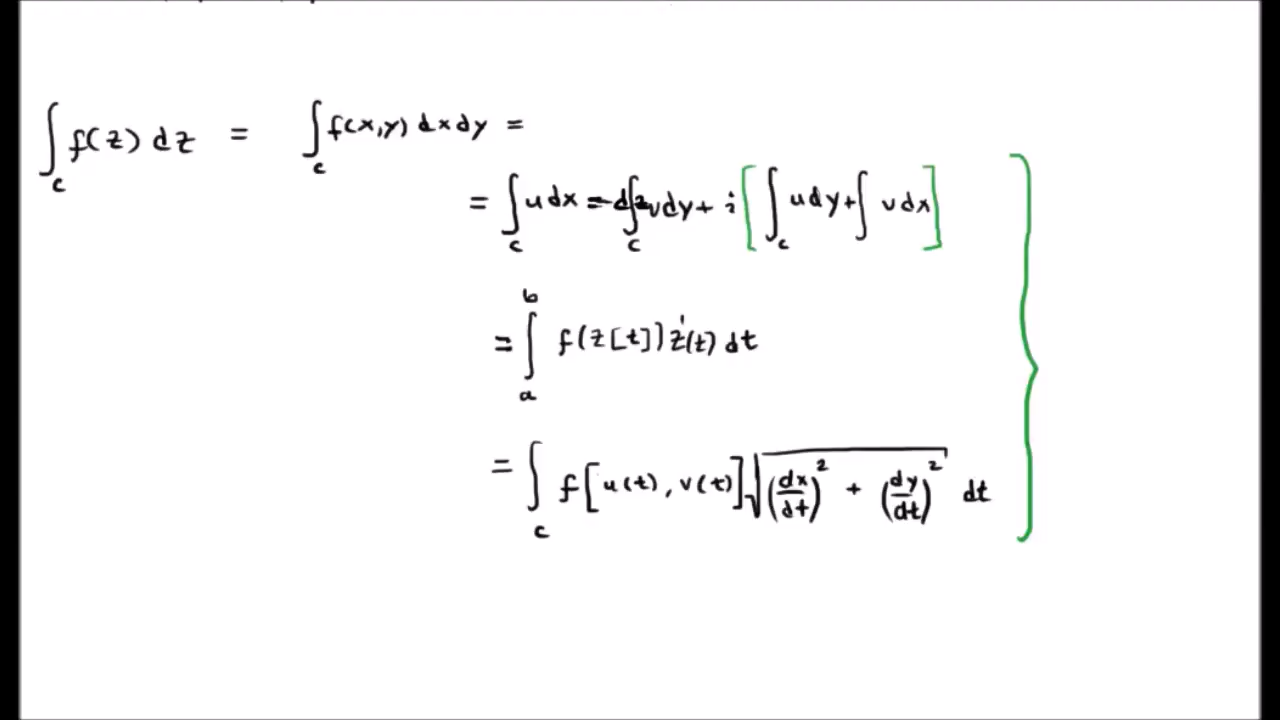 ∫_c f(z) dz = ∫_c f(x,y) dx dy =
= ∫_c u dx - ∫_c v dy + i [ ∫_c u dy + ∫ v dx ]
= ∫_a^b f(z[t]) z'(t) dt
= ∫_c f[u(t), v(t)] √((dx/dt)² + (dy/dt)²) dt